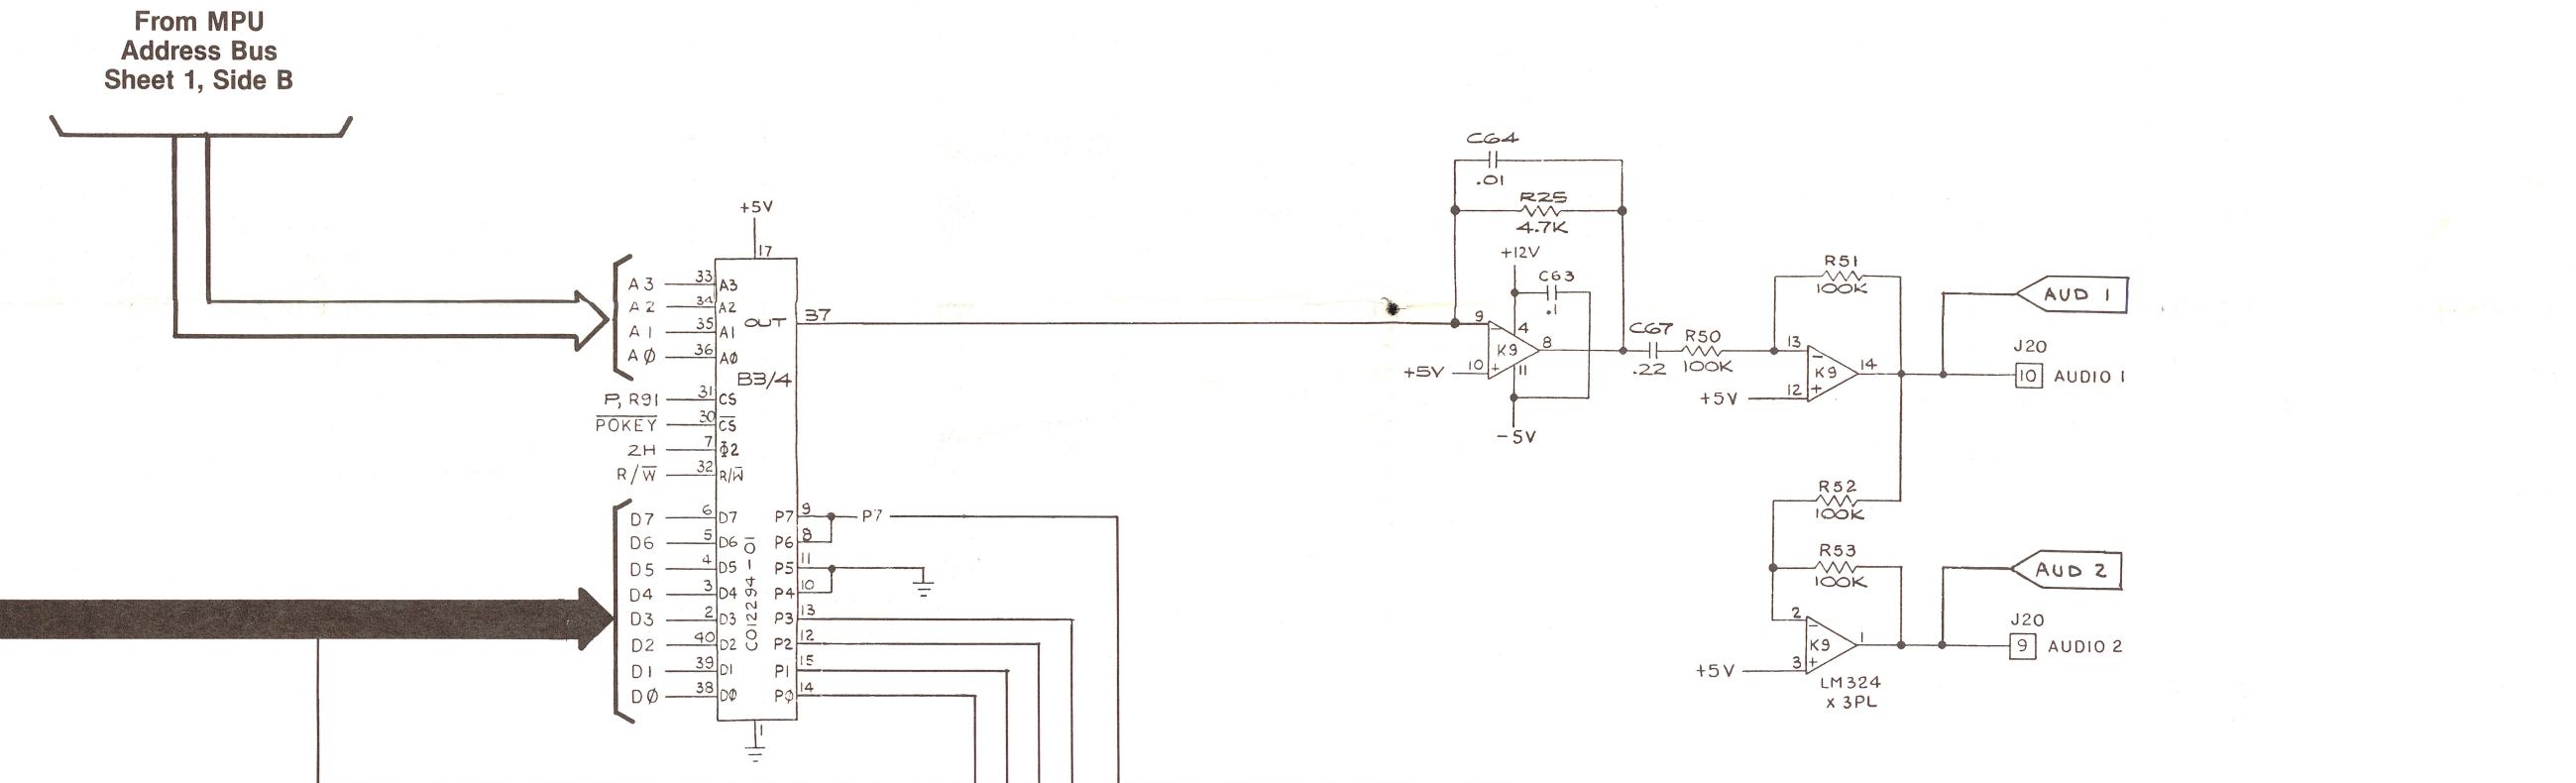 From MPU
Address Bus
Sheet 1, Side B
+5V
17
A3 33 A3
A2 34 A2
A1 35 A1
AØ 36 AØ
OUT 37
B3/4
P, R91 31 CS
POKEY 30 CS
2H 7 Φ2
R/W 32 R/W
D7 6 D7
D6 5 D6
D5 4 D5
D4 3 D4
D3 2 D3
D2 40 D2
D1 39 D1
DØ 38 DØ
CO12294-01
P7 9 P7
P6 8
P5 11
P4 10
P3 13
P2 12
P1 15
PØ 14
1
C64
.01
R25
4.7K
+12V
C63
.1
9
4
K9
8
+5V 10
11
-5V
C67
.22
R50
100K
R51
100K
13
K9
14
+5V 12
AUD 1
J20
10 AUDIO 1
R52
100K
R53
100K
2
K9
1
+5V 3
LM324
x 3PL
AUD 2
J20
9 AUDIO 2